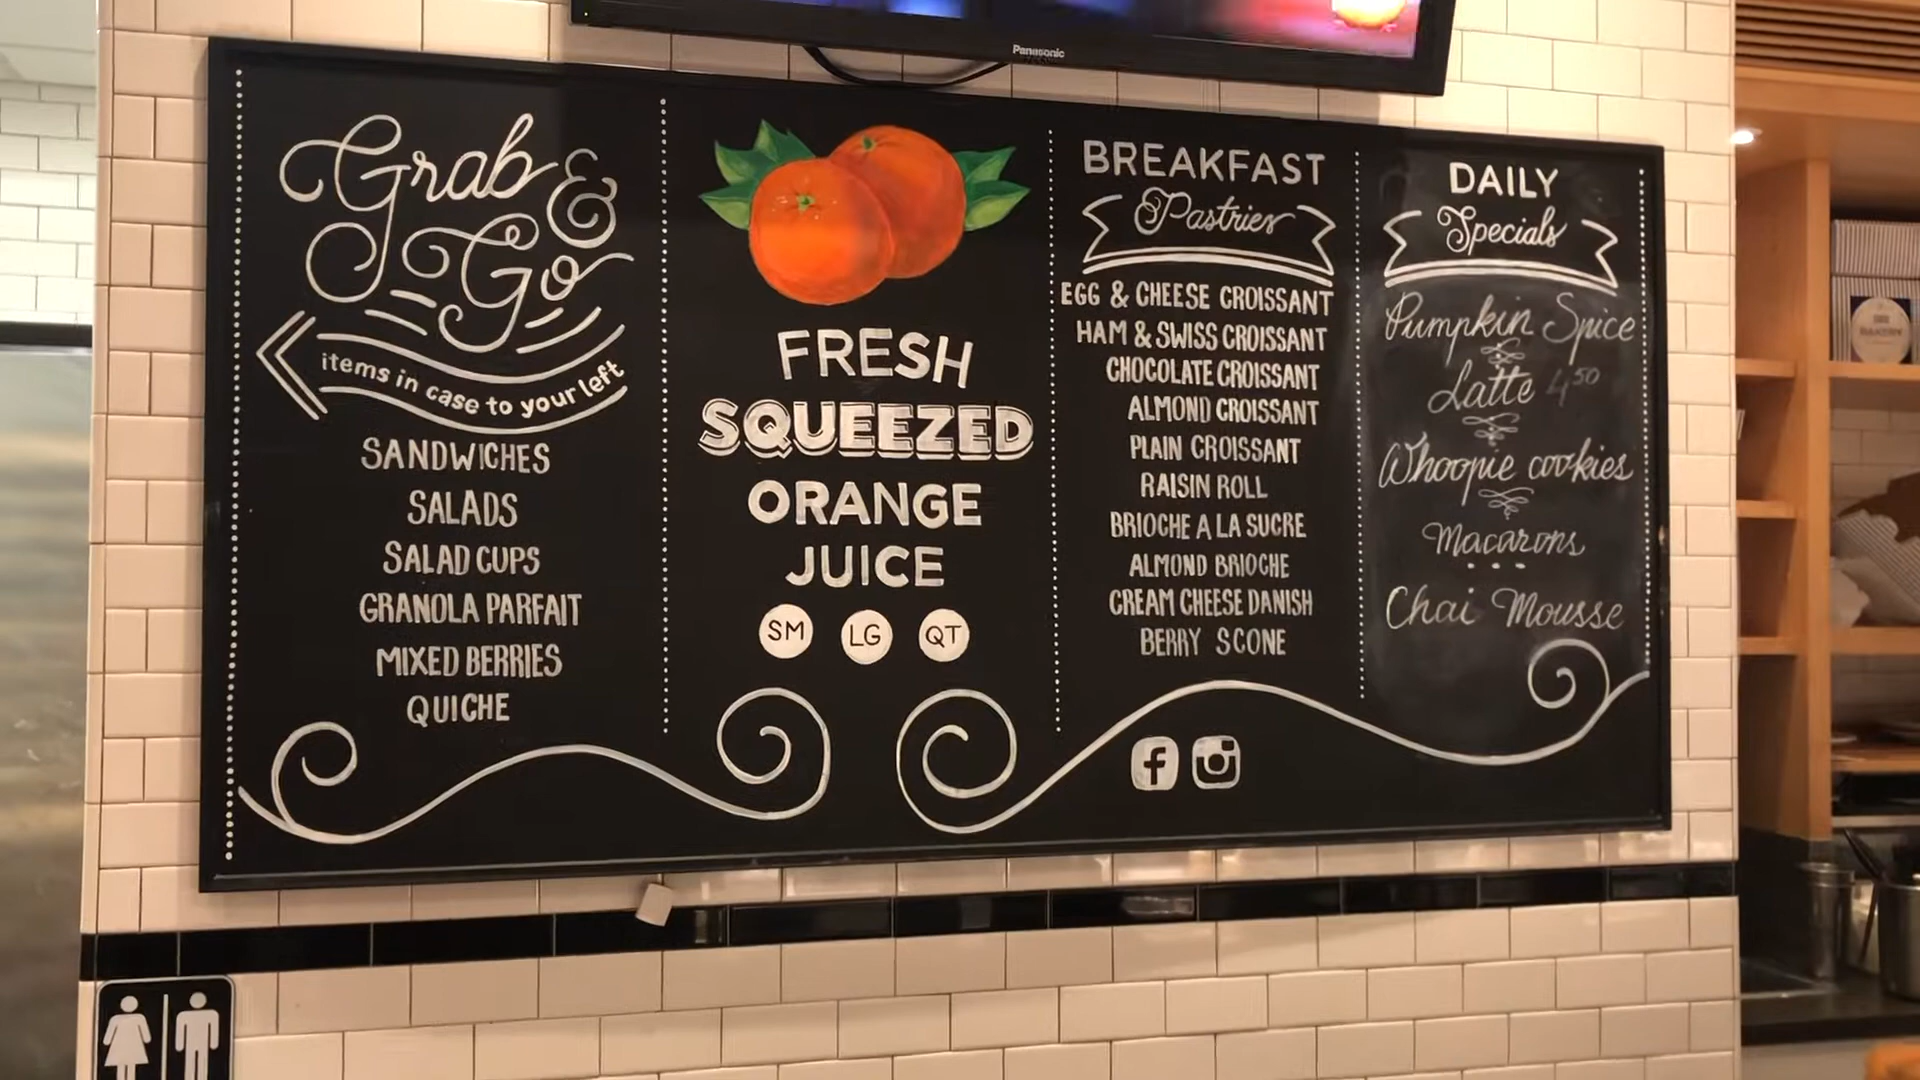 Panasonic
Grab &
Go
items in case to your left
SANDWICHES
SALADS
SALAD CUPS
GRANOLA PARFAIT
MIXED BERRIES
QUICHE
FRESH
SQUEEZED
ORANGE
JUICE
SM LG QT
BREAKFAST
Pastries
EGG & CHEESE CROISSANT
HAM & SWISS CROISSANT
CHOCOLATE CROISSANT
ALMOND CROISSANT
PLAIN CROISSANT
RAISIN ROLL
BRIOCHE A LA SUCRE
ALMOND BRIOCHE
CREAM CHEESE DANISH
BERRY SCONE
DAILY
Specials
Pumpkin Spice
Latte 4.50
Whoopie cookies
Macarons
Chai Mousse
BAKERY